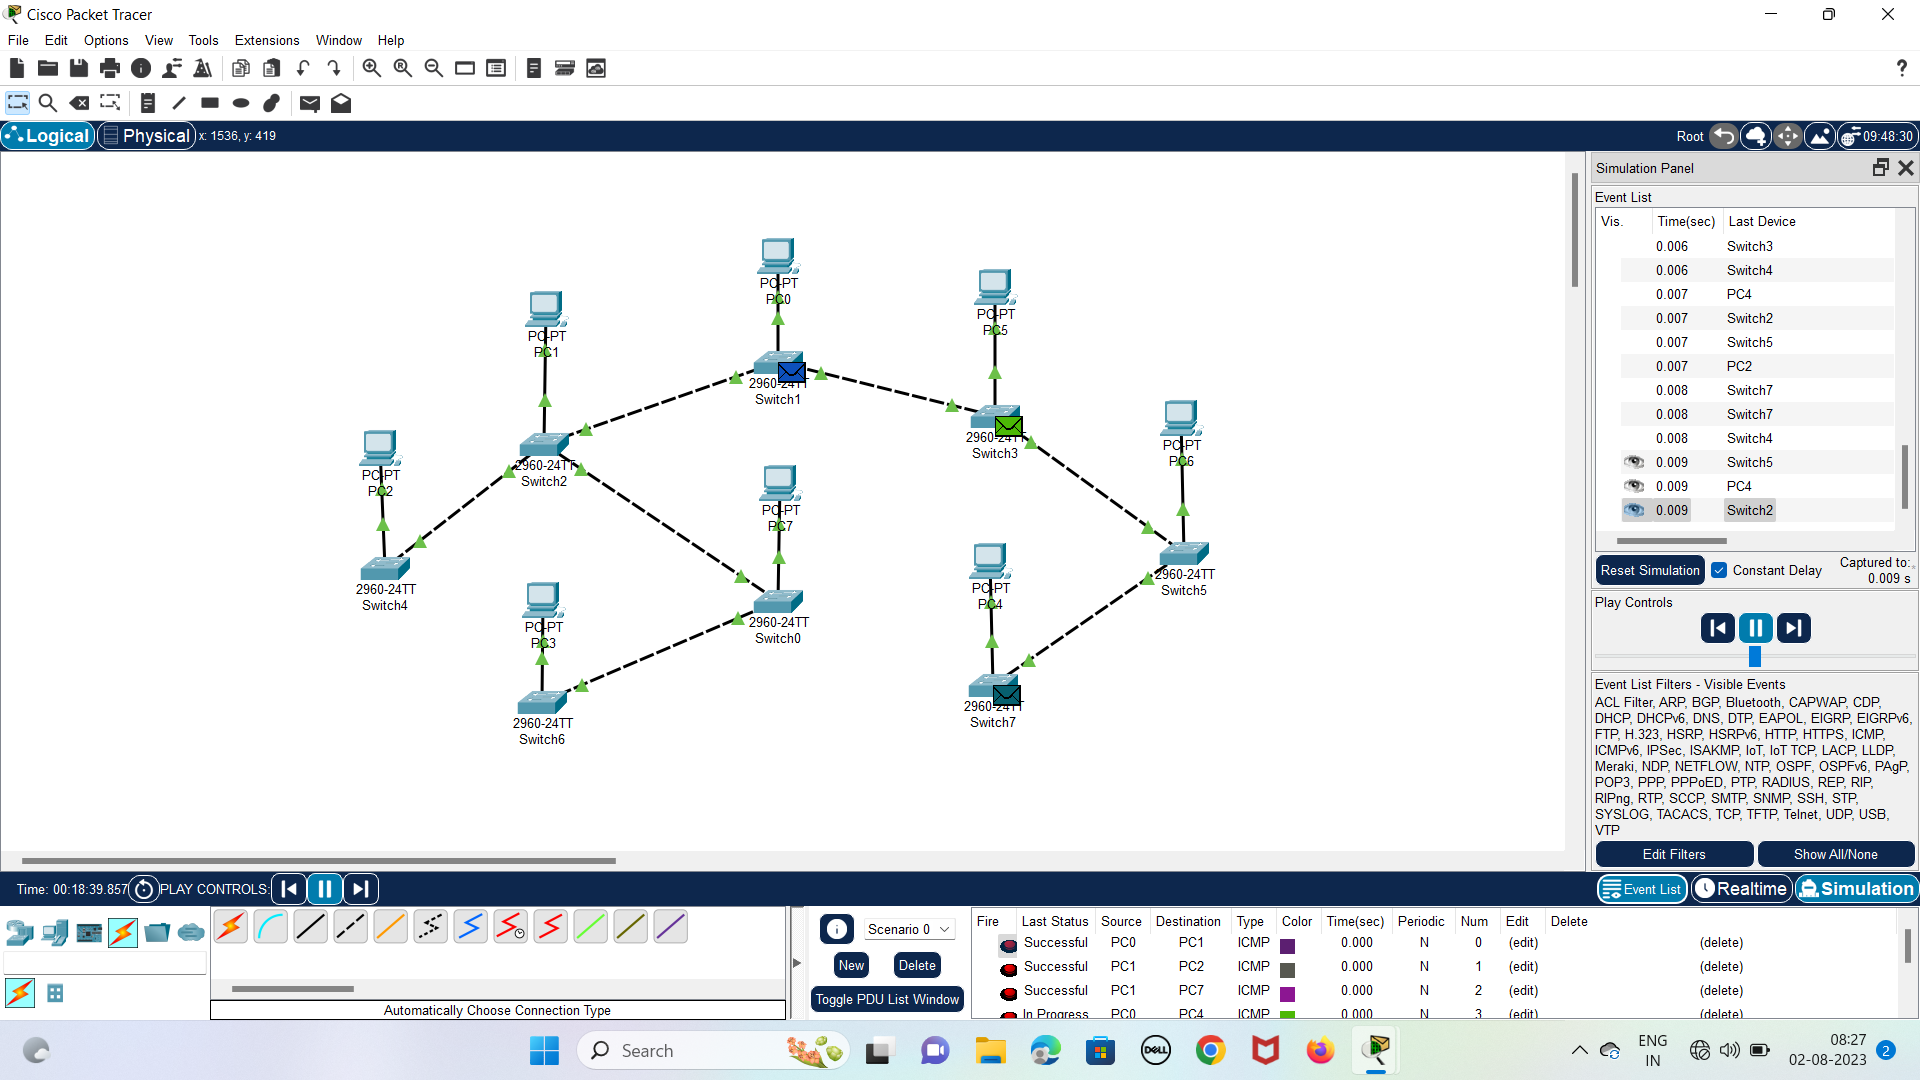 Cisco Packet Tracer
File Edit Options View Tools Extensions Window Help
Logical Physical x: 1536, y: 419 Root 09:48:30
PC-PT
PC0
PC-PT
PC5
PC-PT
PC1
2960-24TT
Switch1
2960-24TT
Switch3
PC-PT
PC6
PC-PT
PC2
2960-24TT
Switch2
PC-PT
PC7
2960-24TT
Switch4
2960-24TT
Switch5
PC-PT
PC4
PC-PT
PC3
2960-24TT
Switch0
2960-24TT
Switch7
2960-24TT
Switch6
Simulation Panel
Event List
Vis. Time(sec) Last Device
0.006 Switch3
0.006 Switch4
0.007 PC4
0.007 Switch2
0.007 Switch5
0.007 PC2
0.008 Switch7
0.008 Switch7
0.008 Switch4
0.009 Switch5
0.009 PC4
0.009 Switch2
Reset Simulation Constant Delay Captured to:
0.009 s
Play Controls
Event List Filters - Visible Events
ACL Filter, ARP, BGP, Bluetooth, CAPWAP, CDP,
DHCP, DHCPv6, DNS, DTP, EAPOL, EIGRP, EIGRPv6,
FTP, H.323, HSRP, HSRPv6, HTTP, HTTPS, ICMP,
ICMPv6, IPSec, ISAKMP, IoT, IoT TCP, LACP, LLDP,
Meraki, NDP, NETFLOW, NTP, OSPF, OSPFv6, PAgP,
POP3, PPP, PPPoED, PTP, RADIUS, REP, RIP,
RIPng, RTP, SCCP, SMTP, SNMP, SSH, STP,
SYSLOG, TACACS, TCP, TFTP, Telnet, UDP, USB,
VTP
Edit Filters Show All/None
Time: 00:18:39.857 PLAY CONTROLS: Event List Realtime Simulation
Automatically Choose Connection Type
Scenario 0
New Delete
Toggle PDU List Window
Fire Last Status Source Destination Type Color Time(sec) Periodic Num Edit Delete
Successful PC0 PC1 ICMP 0.000 N 0 (edit) (delete)
Successful PC1 PC2 ICMP 0.000 N 1 (edit) (delete)
Successful PC1 PC7 ICMP 0.000 N 2 (edit) (delete)
In Progress PC0 PC4 ICMP 0.000 N 3 (edit) (delete)
Search
DELL
ENG
IN
08:27
02-08-2023
2